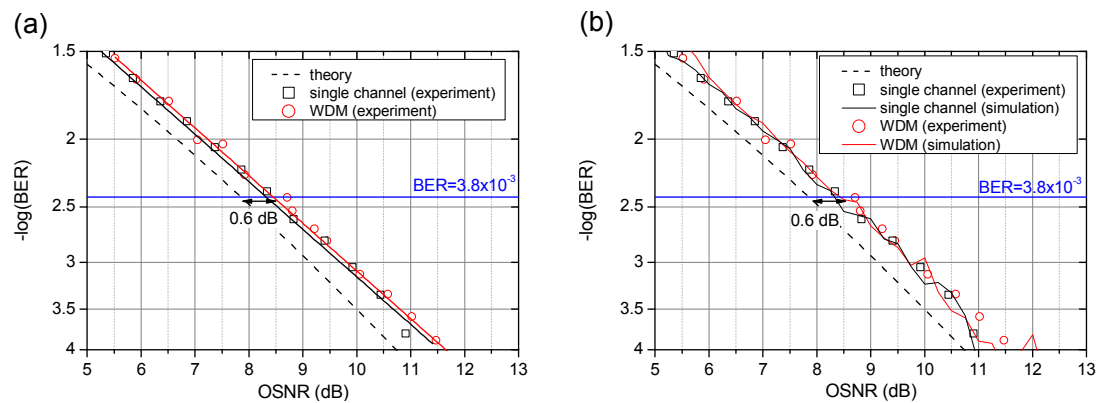 (a)
1.5
2
2.5
3
3.5
4
-log(BER)
5 6 7 8 9 10 11 12 13
OSNR (dB)
theory
single channel (experiment)
WDM (experiment)
BER=3.8x10⁻³
0.6 dB
(b)
1.5
2
2.5
3
3.5
4
-log(BER)
5 6 7 8 9 10 11 12 13
OSNR (dB)
theory
single channel (experiment)
single channel (simulation)
WDM (experiment)
WDM (simulation)
BER=3.8x10⁻³
0.6 dB